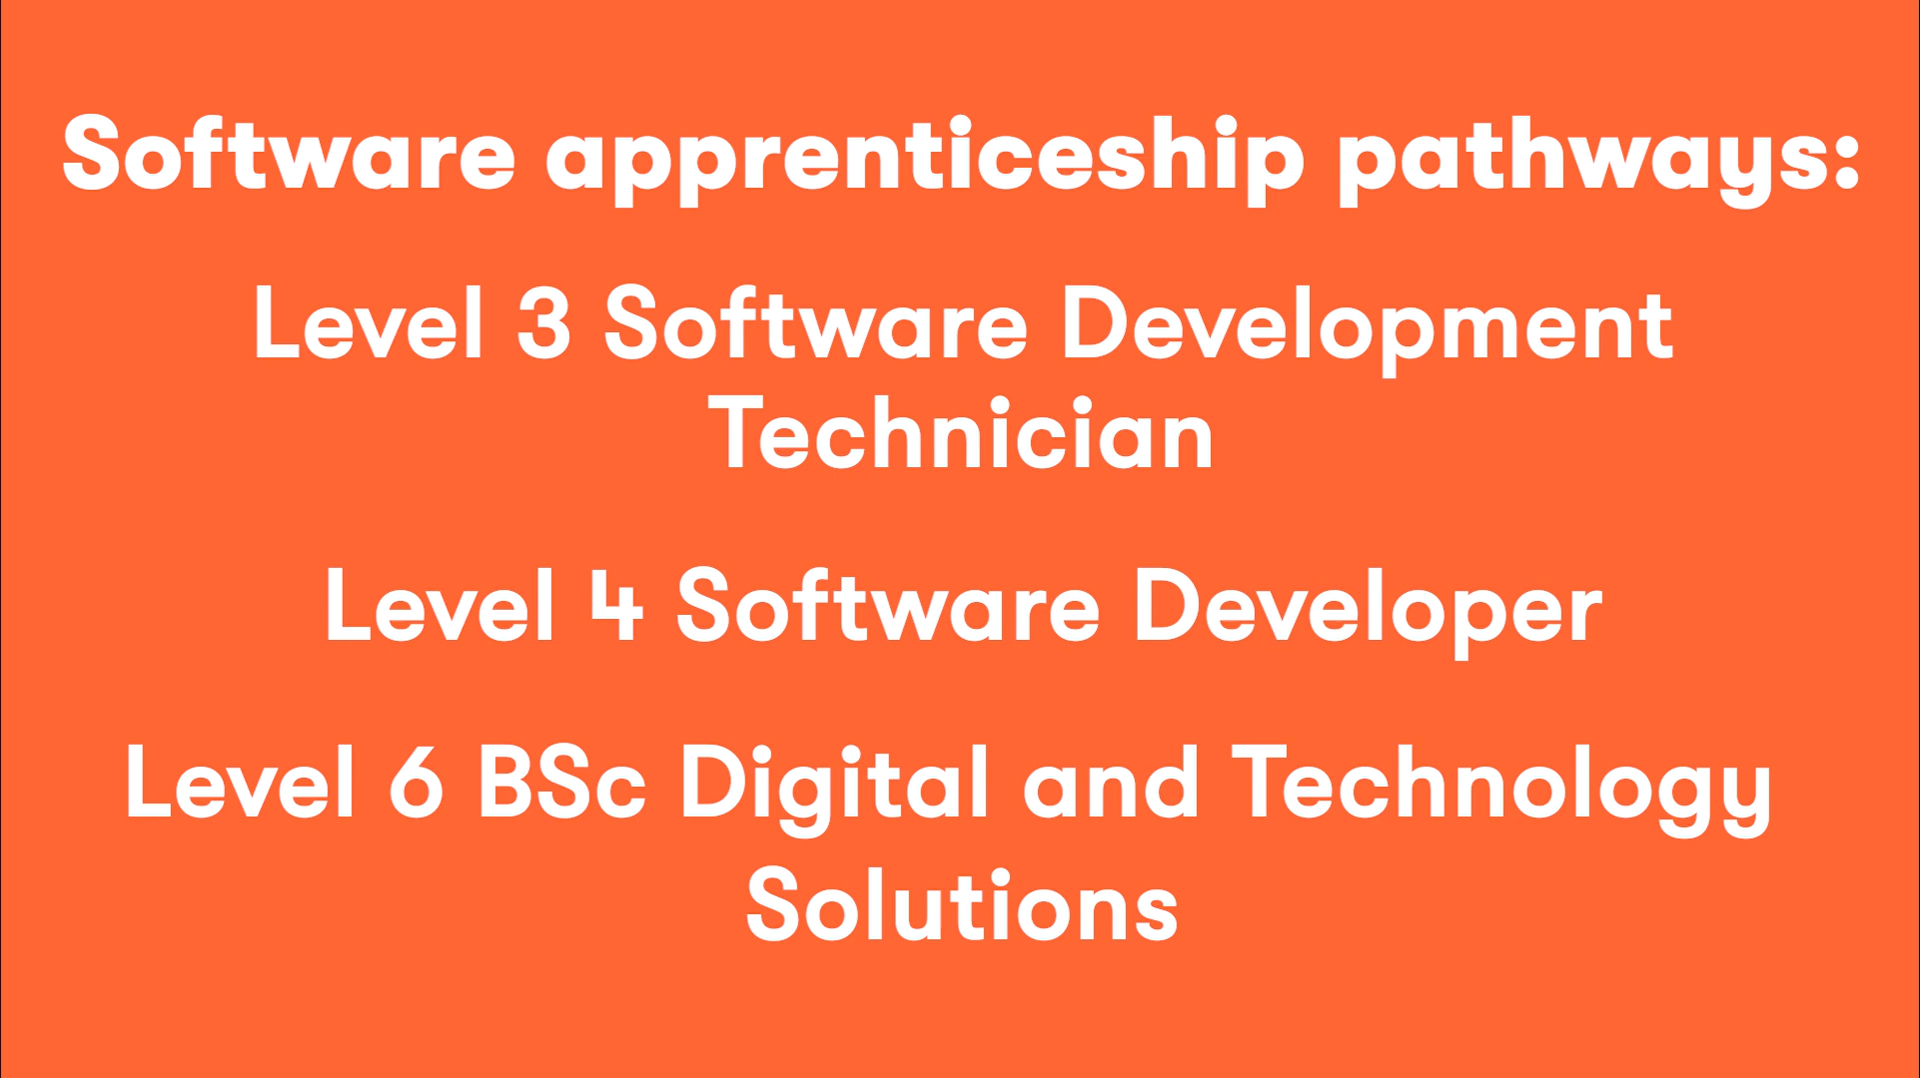 Software apprenticeship pathways:
Level 3 Software Development
Technician
Level 4 Software Developer
Level 6 BSc Digital and Technology
Solutions